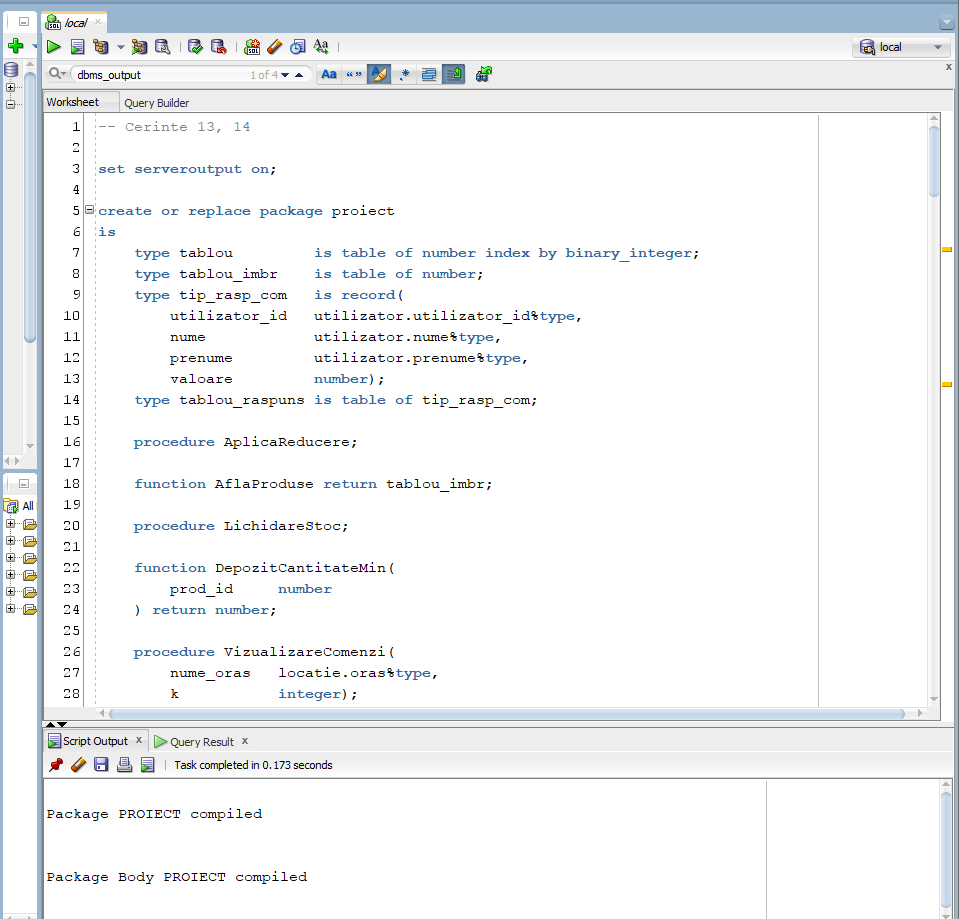 local
local
dbms_output 1 of 4
Aa “” .*
Worksheet Query Builder
1 -- Cerinte 13, 14
2
3 set serveroutput on;
4
5 create or replace package proiect
6 is
7 type tablou is table of number index by binary_integer;
8 type tablou_imbr is table of number;
9 type tip_rasp_com is record(
10 utilizator_id utilizator.utilizator_id%type,
11 nume utilizator.nume%type,
12 prenume utilizator.prenume%type,
13 valoare number);
14 type tablou_raspuns is table of tip_rasp_com;
15
16 procedure AplicaReducere;
17
18 function AflaProduse return tablou_imbr;
19
20 procedure LichidareStoc;
21
22 function DepozitCantitateMin(
23 prod_id number
24 ) return number;
25
26 procedure VizualizareComenzi(
27 nume_oras locatie.oras%type,
28 k integer);
All
Script Output x Query Result x
Task completed in 0.173 seconds
Package PROIECT compiled
Package Body PROIECT compiled